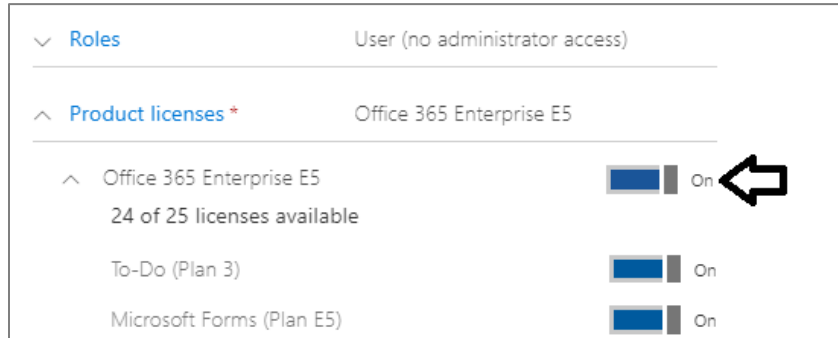 Roles User (no administrator access)
Product licenses * Office 365 Enterprise E5
Office 365 Enterprise E5 On
24 of 25 licenses available
To-Do (Plan 3) On
Microsoft Forms (Plan E5) On